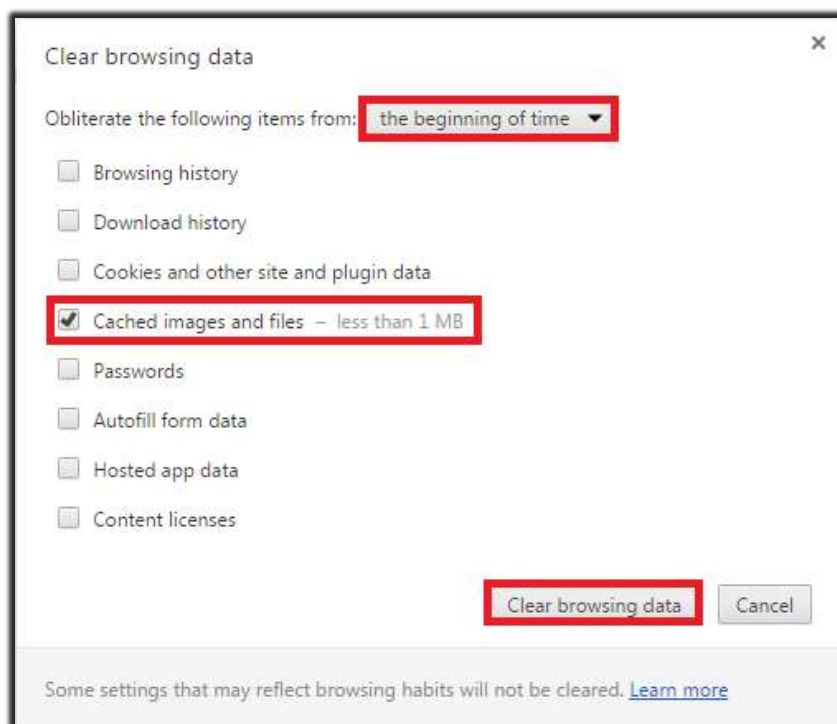 Clear browsing data
Obliterate the following items from: the beginning of time
Browsing history
Download history
Cookies and other site and plugin data
Cached images and files – less than 1 MB
Passwords
Autofill form data
Hosted app data
Content licenses
Clear browsing data Cancel
Some settings that may reflect browsing habits will not be cleared. Learn more